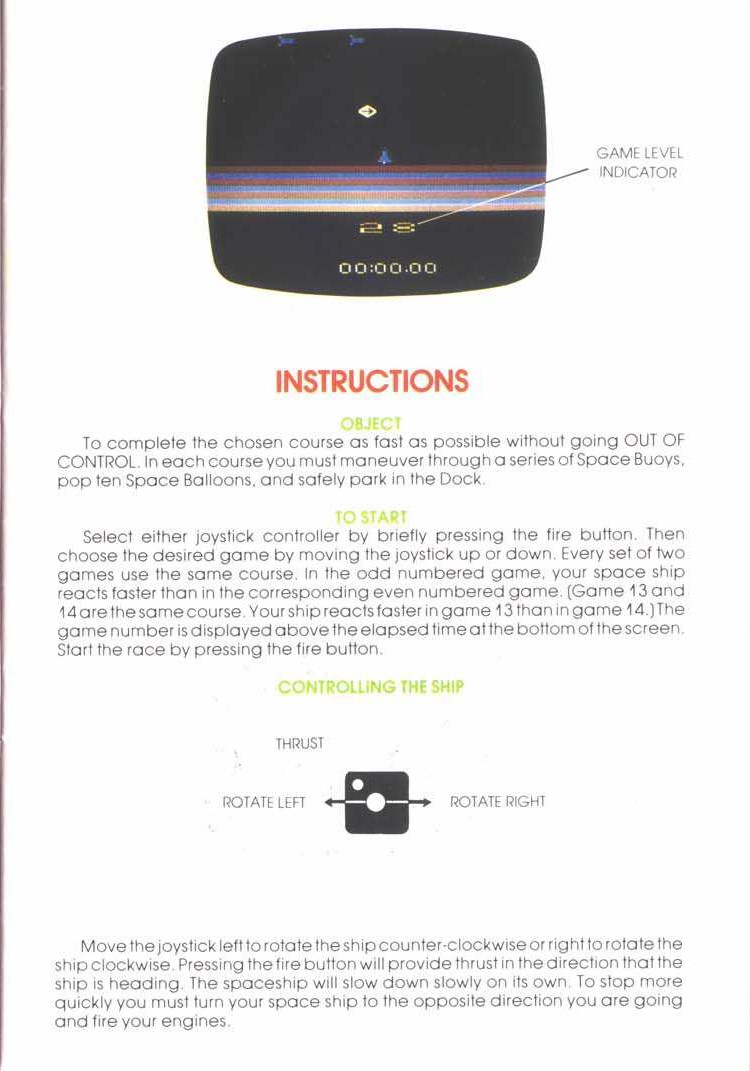 GAME LEVEL
INDICATOR
28
00:00.00
INSTRUCTIONS
OBJECT
To complete the chosen course as fast as possible without going OUT OF
CONTROL. In each course you must maneuver through a series of Space Buoys,
pop ten Space Balloons, and safely park in the Dock.
TO START
Select either joystick controller by briefly pressing the fire button. Then
choose the desired game by moving the joystick up or down. Every set of two
games use the same course. In the odd numbered game, your space ship
reacts faster than in the corresponding even numbered game. (Game 13 and
14 are the same course. Your ship reacts faster in game 13 than in game 14.) The
game number is displayed above the elapsed time at the bottom of the screen.
Start the race by pressing the fire button.
CONTROLLING THE SHIP
THRUST
ROTATE LEFT
ROTATE RIGHT
Move the joystick left to rotate the ship counter-clockwise or right to rotate the
ship clockwise. Pressing the fire button will provide thrust in the direction that the
ship is heading. The spaceship will slow down slowly on its own. To stop more
quickly you must turn your space ship to the opposite direction you are going
and fire your engines.